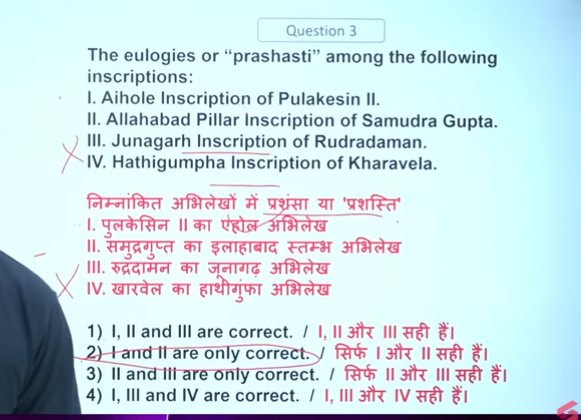 Question 3
The eulogies or “prashasti” among the following
inscriptions:
I. Aihole Inscription of Pulakesin II.
II. Allahabad Pillar Inscription of Samudra Gupta.
III. Junagarh Inscription of Rudradaman.
IV. Hathigumpha Inscription of Kharavela.
निम्नांकित अभिलेखों में प्रशंसा या 'प्रशस्ति'
I. पुलकेसिन II का एहोल अभिलेख
II. समुद्रगुप्त का इलाहाबाद स्तम्भ अभिलेख
III. रुद्रदामन का जूनागढ़ अभिलेख
IV. खारवेल का हाथीगुंफा अभिलेख
1) I, II and III are correct. / I, II और III सही हैं।
2) I and II are only correct. / सिर्फ I और II सही हैं।
3) II and III are only correct. / सिर्फ II और III सही हैं।
4) I, III and IV are correct. / I, III और IV सही हैं।